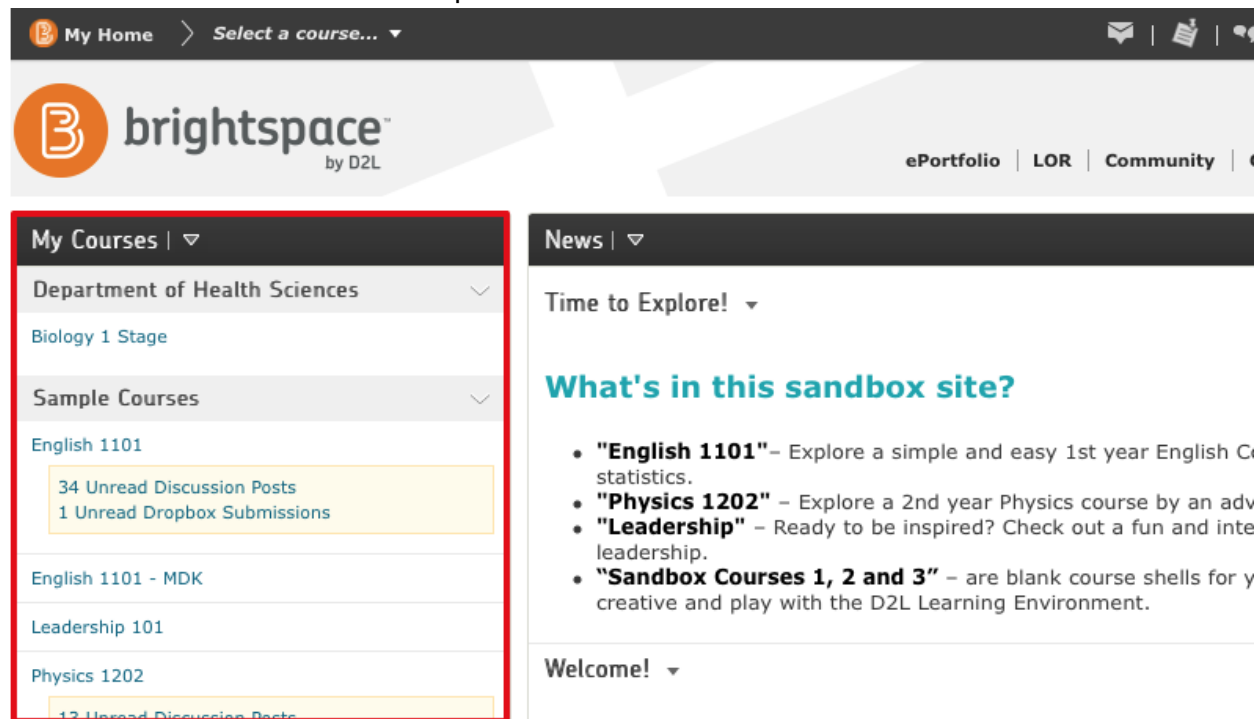 My Home
Select a course...
brightspace™
by D2L
ePortfolio | LOR | Community |
My Courses |
Department of Health Sciences
Biology 1 Stage
Sample Courses
English 1101
34 Unread Discussion Posts
1 Unread Dropbox Submissions
English 1101 - MDK
Leadership 101
Physics 1202
13 Unread Discussion Posts
News |
Time to Explore!
What's in this sandbox site?
• "English 1101"– Explore a simple and easy 1st year English
statistics.
• "Physics 1202" – Explore a 2nd year Physics course by an
• "Leadership" – Ready to be inspired? Check out a fun and
leadership.
• “Sandbox Courses 1, 2 and 3” – are blank course shells for
creative and play with the D2L Learning Environment.
Welcome!